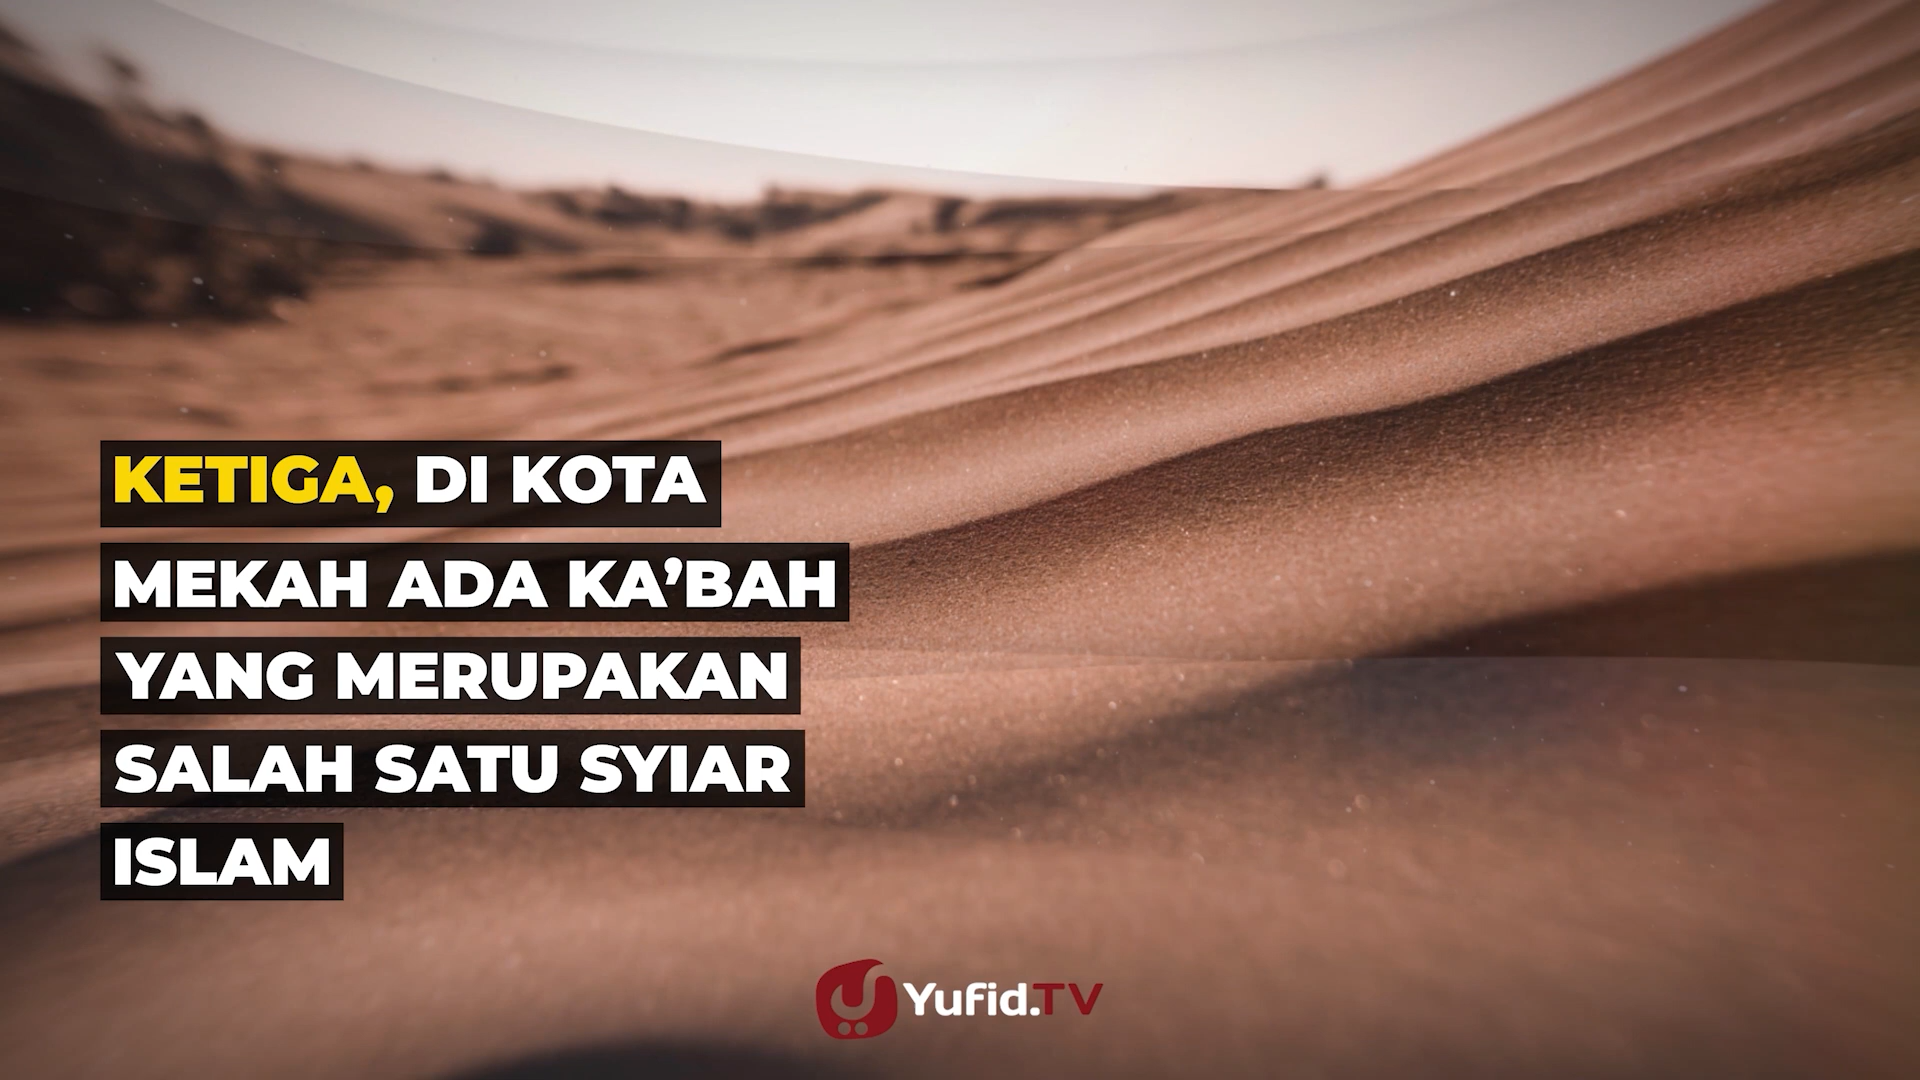 KETIGA, DI KOTA
MEKAH ADA KA’BAH
YANG MERUPAKAN
SALAH SATU SYIAR
ISLAM
Yufid.TV